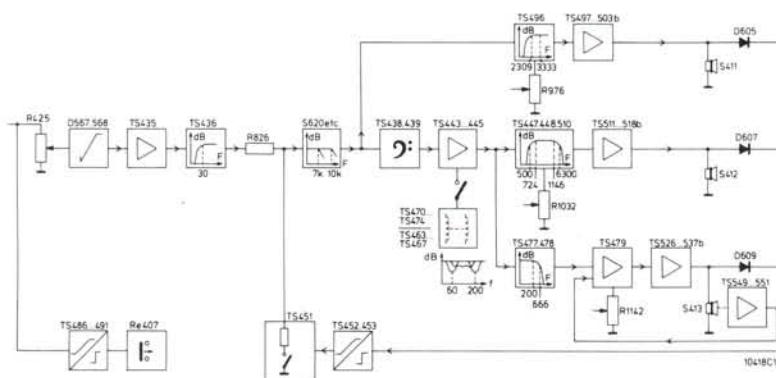 TS496
TS497...503b
D605
dB
F
2309 3333
S411
R976
R425
D567.568
TS435
TS436
R826
S620etc
TS438.439
TS443...445
TS447.448.510
TS511...518b
D607
dB
F
30
dB
F
7k 10k
dB
F
500 6300
724 1146
S412
R1032
TS470...
TS474
TS463...
TS467
dB
60 200 f
TS477.478
TS479
TS526...537b
D609
dB
F
200
666
R1142
S413
TS549...551
TS486...491
Re407
TS451
TS452.453
10418C1